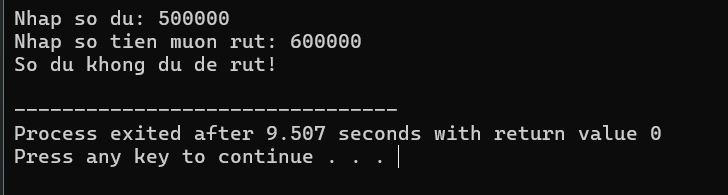 Nhap so du: 500000
Nhap so tien muon rut: 600000
So du khong du de rut!
--------------------------------
Process exited after 9.507 seconds with return value 0
Press any key to continue . . .